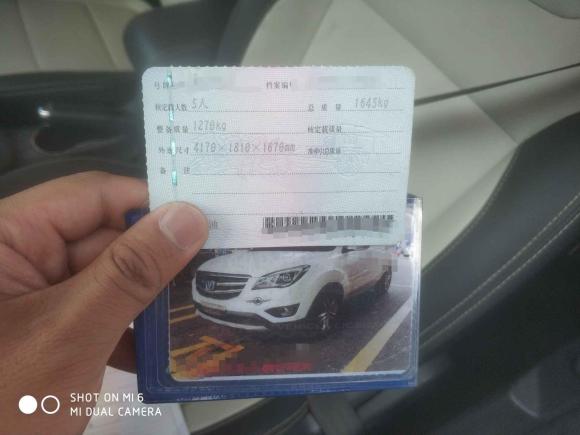 号牌 档案编
核定载人数 5人 总质量 1645kg
整备质量 1270kg 核定载质量
外廓尺寸 4170×1810×1670mm 准牵引总质量
备注
SHOT ON MI 6
MI DUAL CAMERA